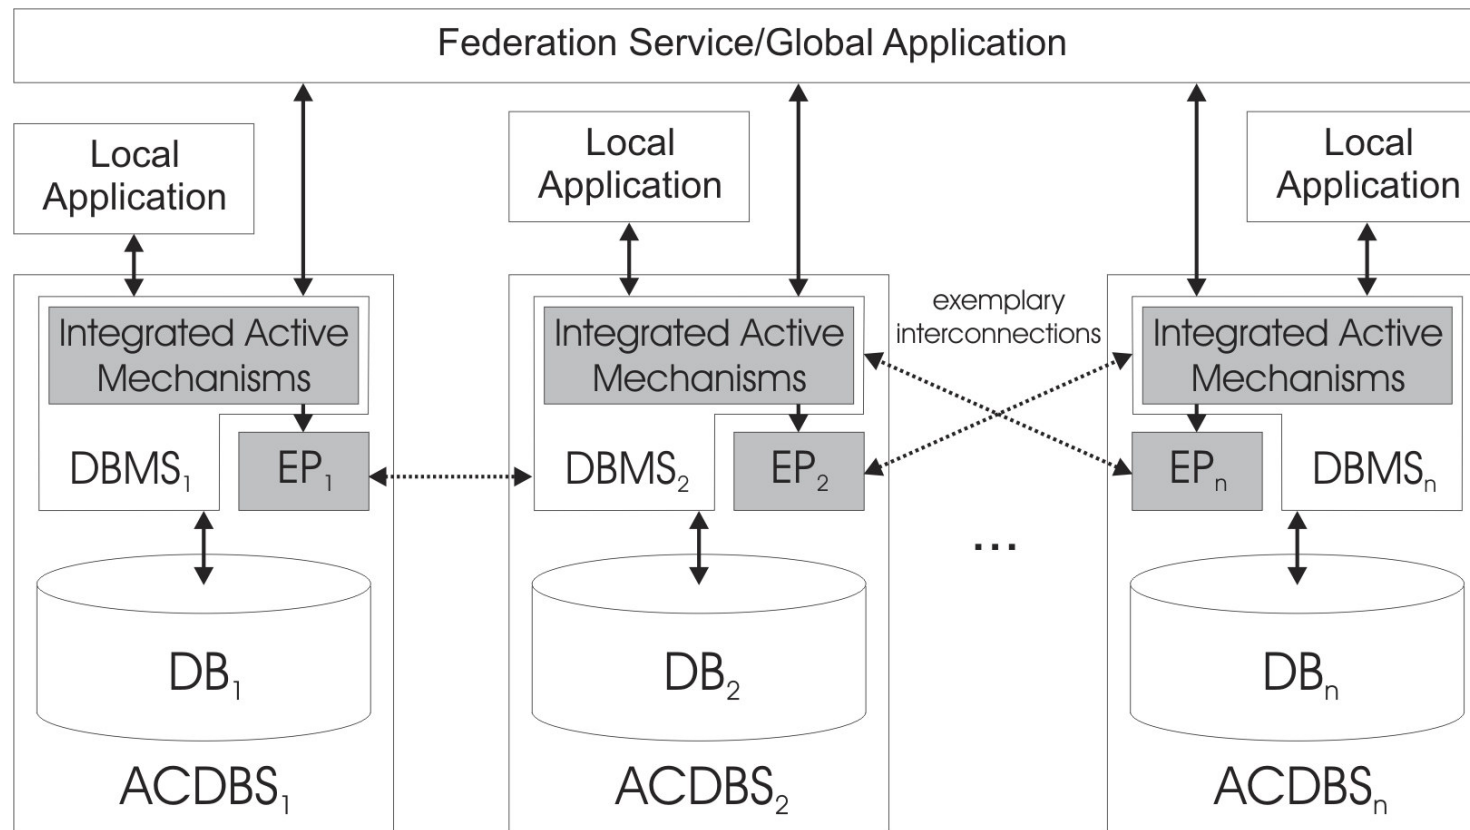 Federation Service/Global Application
Local
Application
Local
Application
Local
Application
exemplary
interconnections
Integrated Active
Mechanisms
Integrated Active
Mechanisms
Integrated Active
Mechanisms
DBMS₁
EP₁
DBMS₂
EP₂
EPₙ
DBMSₙ
...
DB₁
DB₂
DBₙ
ACDBS₁
ACDBS₂
ACDBSₙ